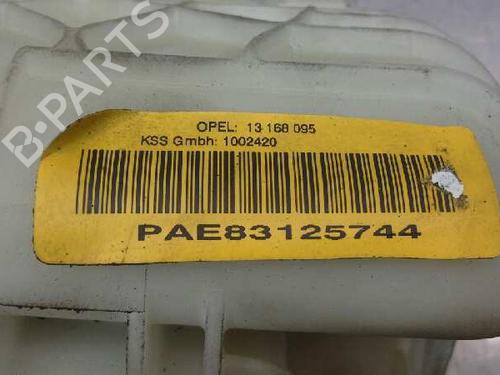 B-PARTS
OPEL: 13 168 095
KSS Gmbh: 1002420
PAE83125744